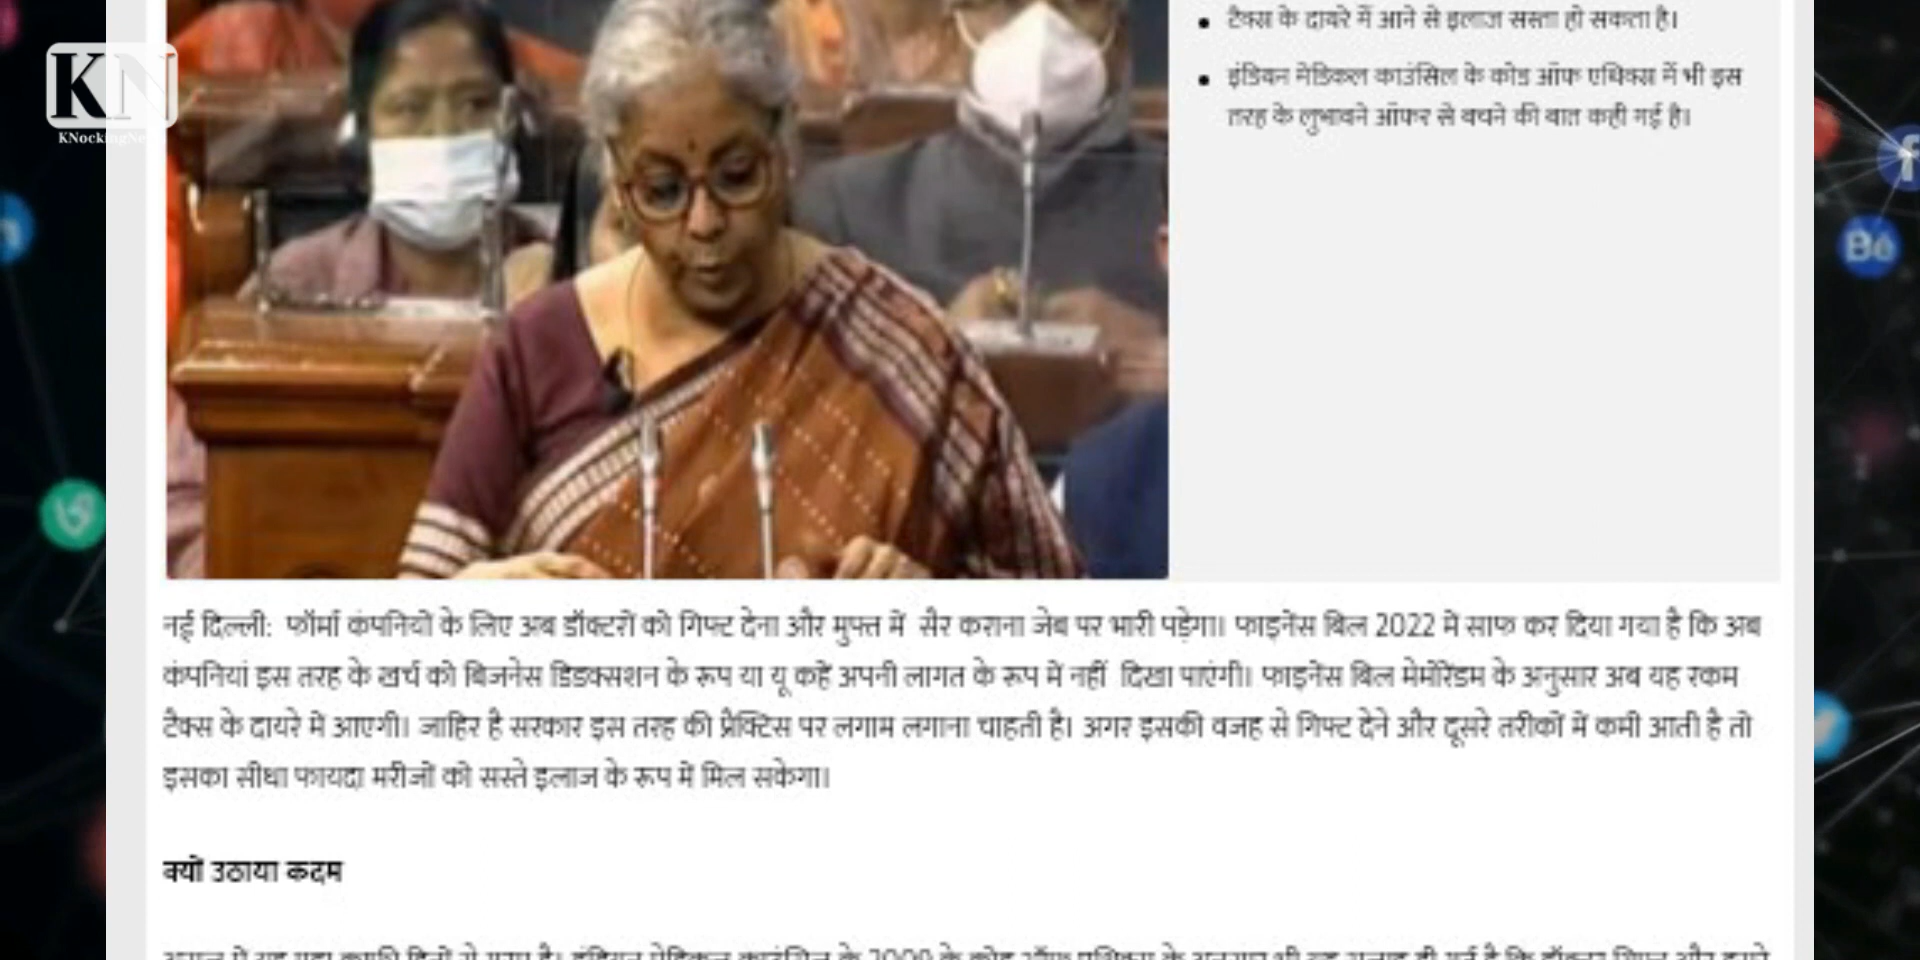 KN
KNockingNe
टैक्स के दायरे में आने से इलाज सस्ता हो सकता है।
इंडियन मेडिकल काउंसिल के कोड ऑफ एथिक्स में भी इस
तरह के लुभावने ऑफर से बचने की बात कही गई है।
Bē
नई दिल्ली: फॉर्मा कंपनियों के लिए अब डॉक्टरों को गिफ्ट देना और मुफ्त में सैर कराना जेब पर भारी पड़ेगा। फाइनेंस बिल 2022 में साफ कर दिया गया है कि अब
कंपनियां इस तरह के खर्च को बिजनेस डिडक्सशन के रूप या यू कहें अपनी लागत के रूप में नहीं दिखा पाएंगी। फाइनेंस बिल मेमोरेंडम के अनुसार अब यह रकम
टैक्स के दायरे में आएगी। जाहिर है सरकार इस तरह की प्रैक्टिस पर लगाम लगाना चाहती है। अगर इसकी वजह से गिफ्ट देने और दूसरे तरीकों में कमी आती है तो
इसका सीधा फायदा मरीजों को सस्ते इलाज के रूप में मिल सकेगा।
क्यों उठाया कदम